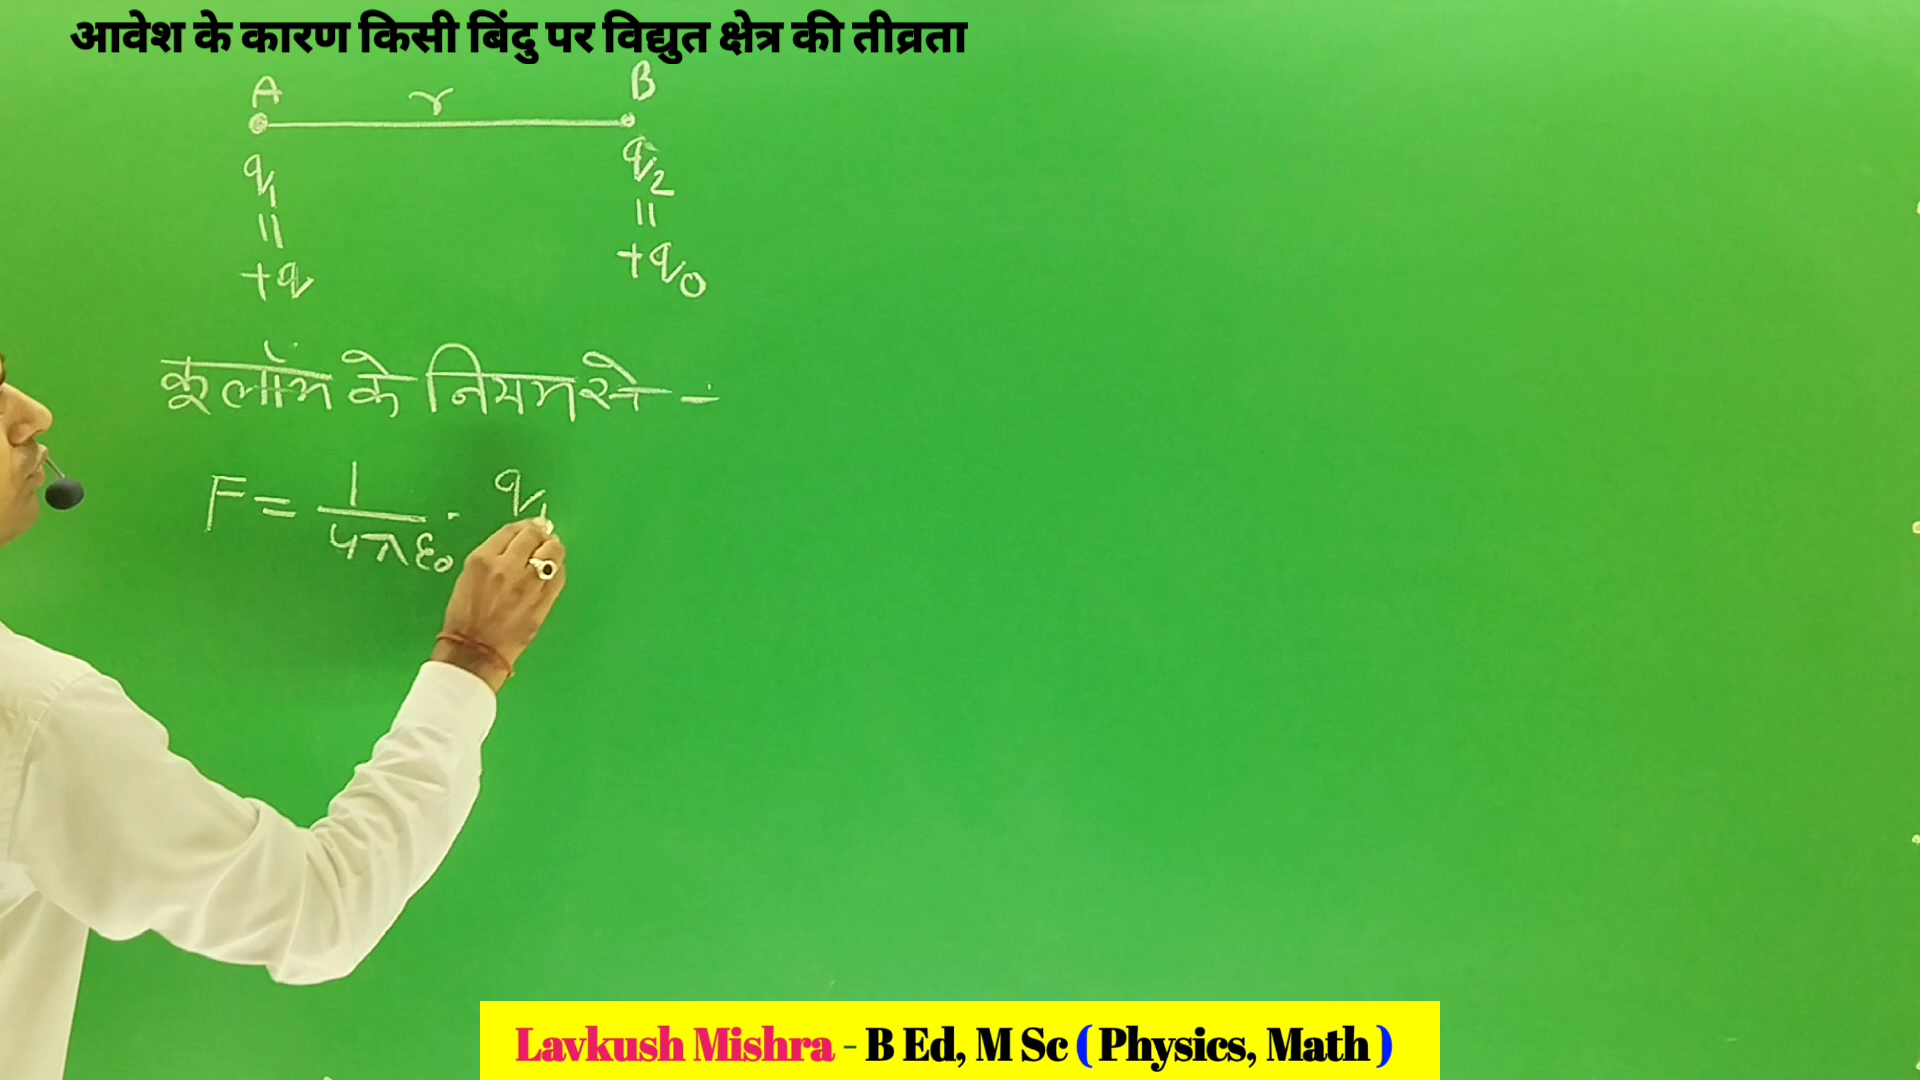 आवेश के कारण किसी बिंदु पर विद्युत क्षेत्र की तीव्रता
A r B
q₁ q₂
|| ||
+q +q₀
कूलॉम के नियम से -
F = 1/4πε₀ . q₁
Lavkush Mishra - B Ed, M Sc ( Physics, Math )